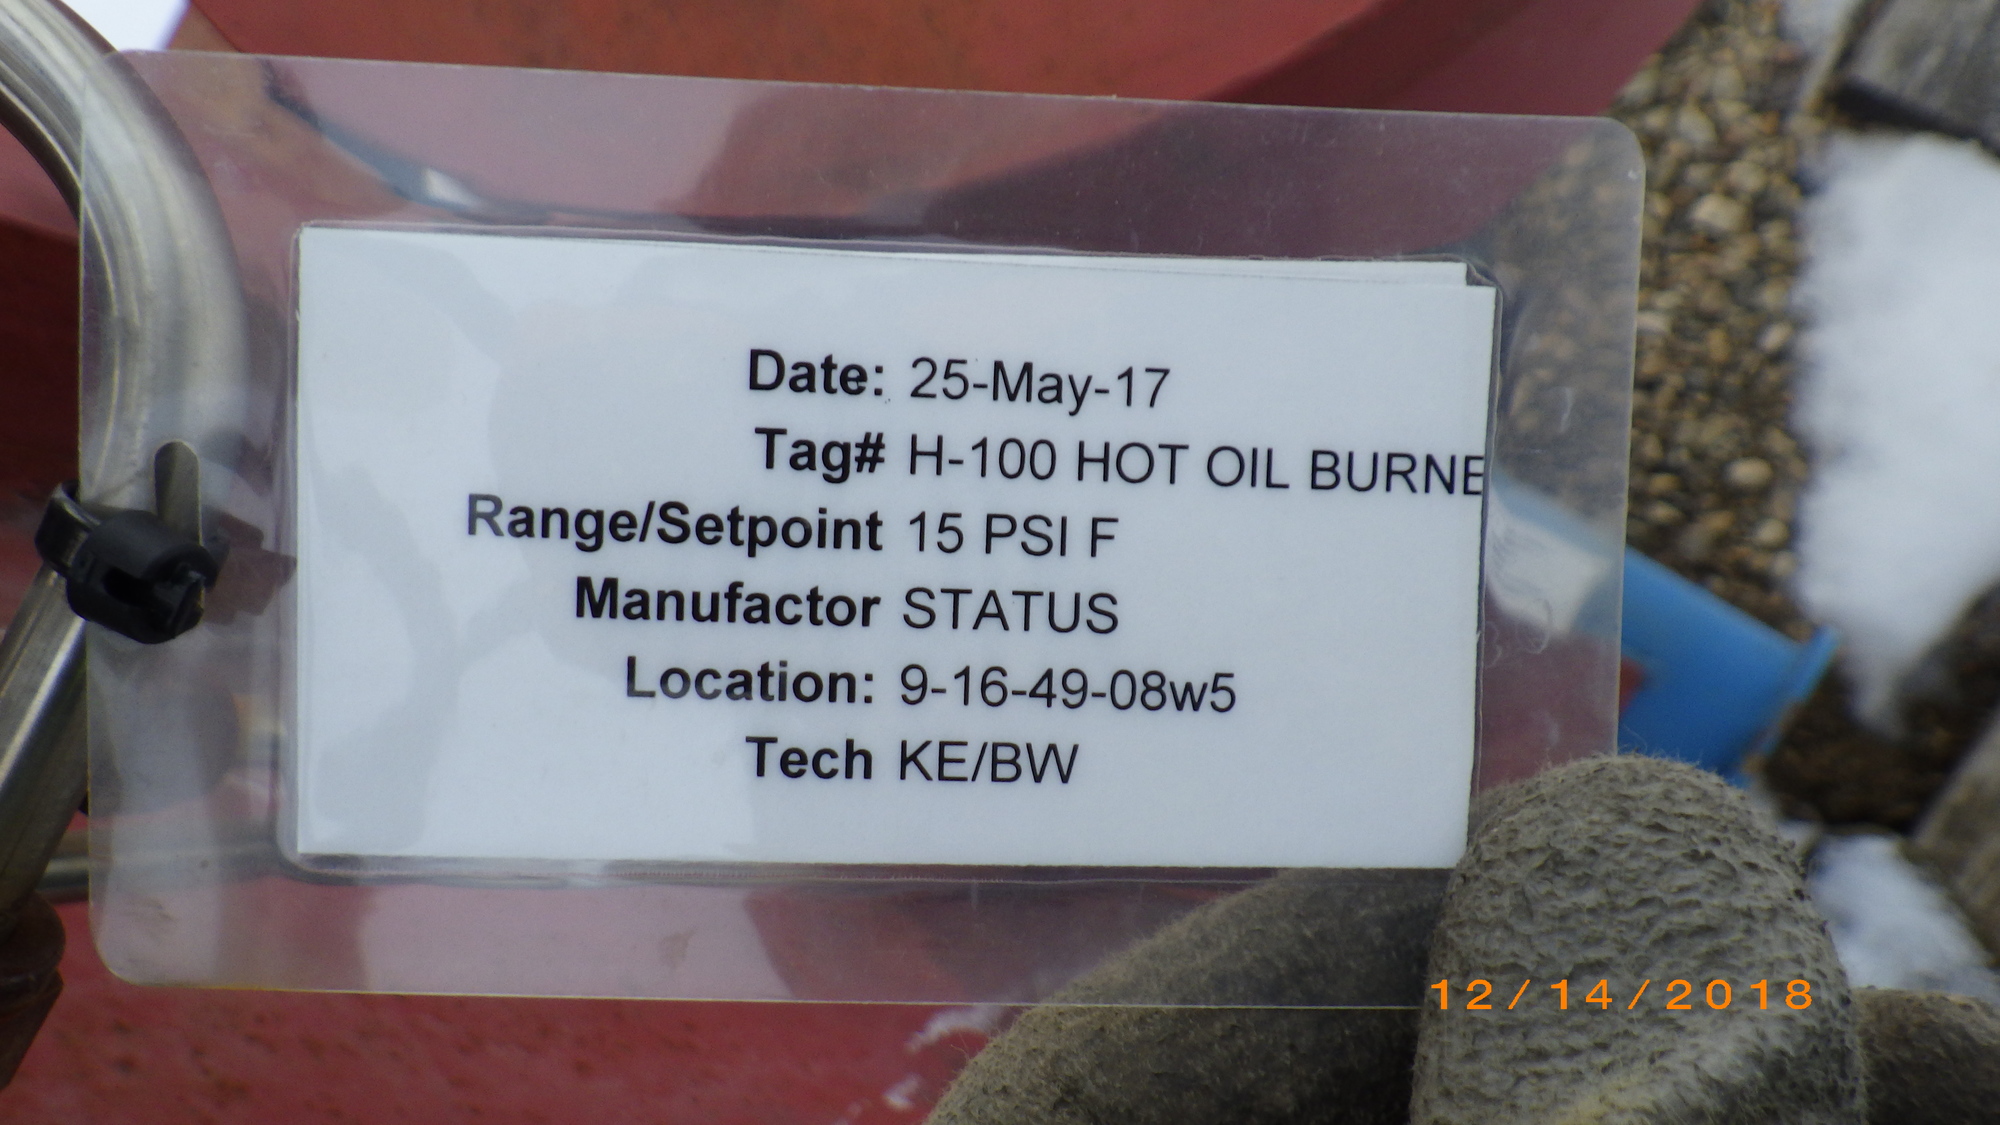 Date: 25-May-17
Tag# H-100 HOT OIL BURNE
Range/Setpoint 15 PSI F
Manufactor STATUS
Location: 9-16-49-08w5
Tech KE/BW
12/14/2018